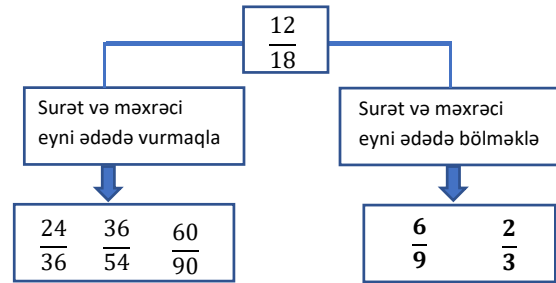 12
18
Surət və məxrəci
eyni ədədə vurmaqla
Surət və məxrəci
eyni ədədə bölməklə
24 36 60
36 54 90
6 2
9 3